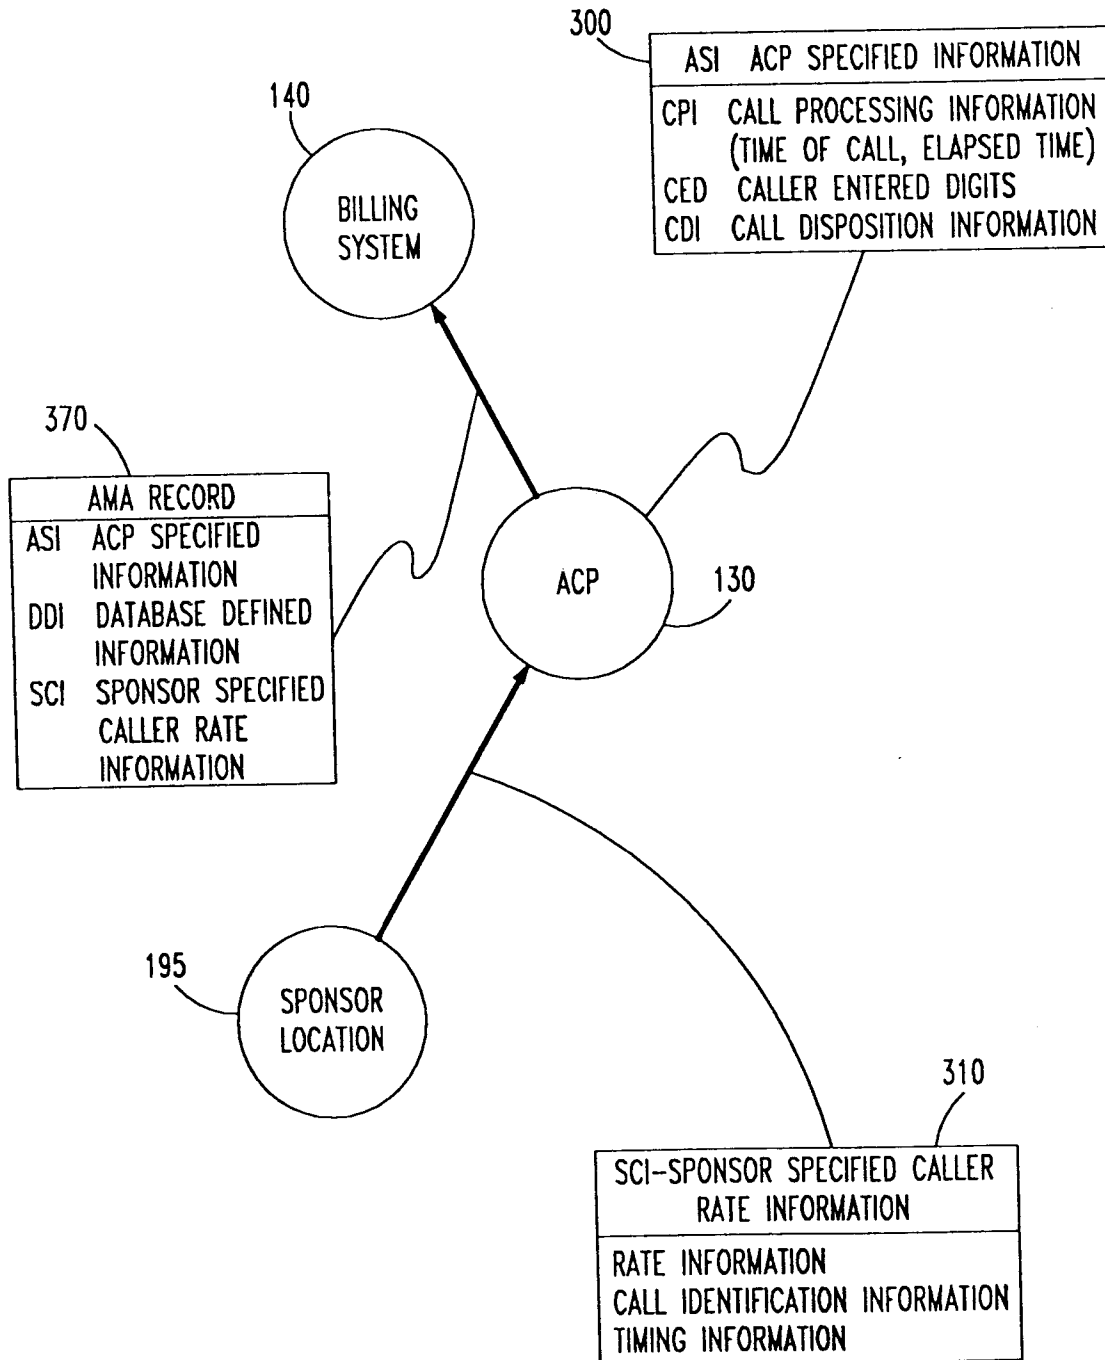 300
ASI ACP SPECIFIED INFORMATION
CPI CALL PROCESSING INFORMATION
(TIME OF CALL, ELAPSED TIME)
CED CALLER ENTERED DIGITS
CDI CALL DISPOSITION INFORMATION
140
BILLING
SYSTEM
370
AMA RECORD
ASI ACP SPECIFIED
INFORMATION
DDI DATABASE DEFINED
INFORMATION
SCI SPONSOR SPECIFIED
CALLER RATE
INFORMATION
ACP
130
195
SPONSOR
LOCATION
310
SCI-SPONSOR SPECIFIED CALLER
RATE INFORMATION
RATE INFORMATION
CALL IDENTIFICATION INFORMATION
TIMING INFORMATION